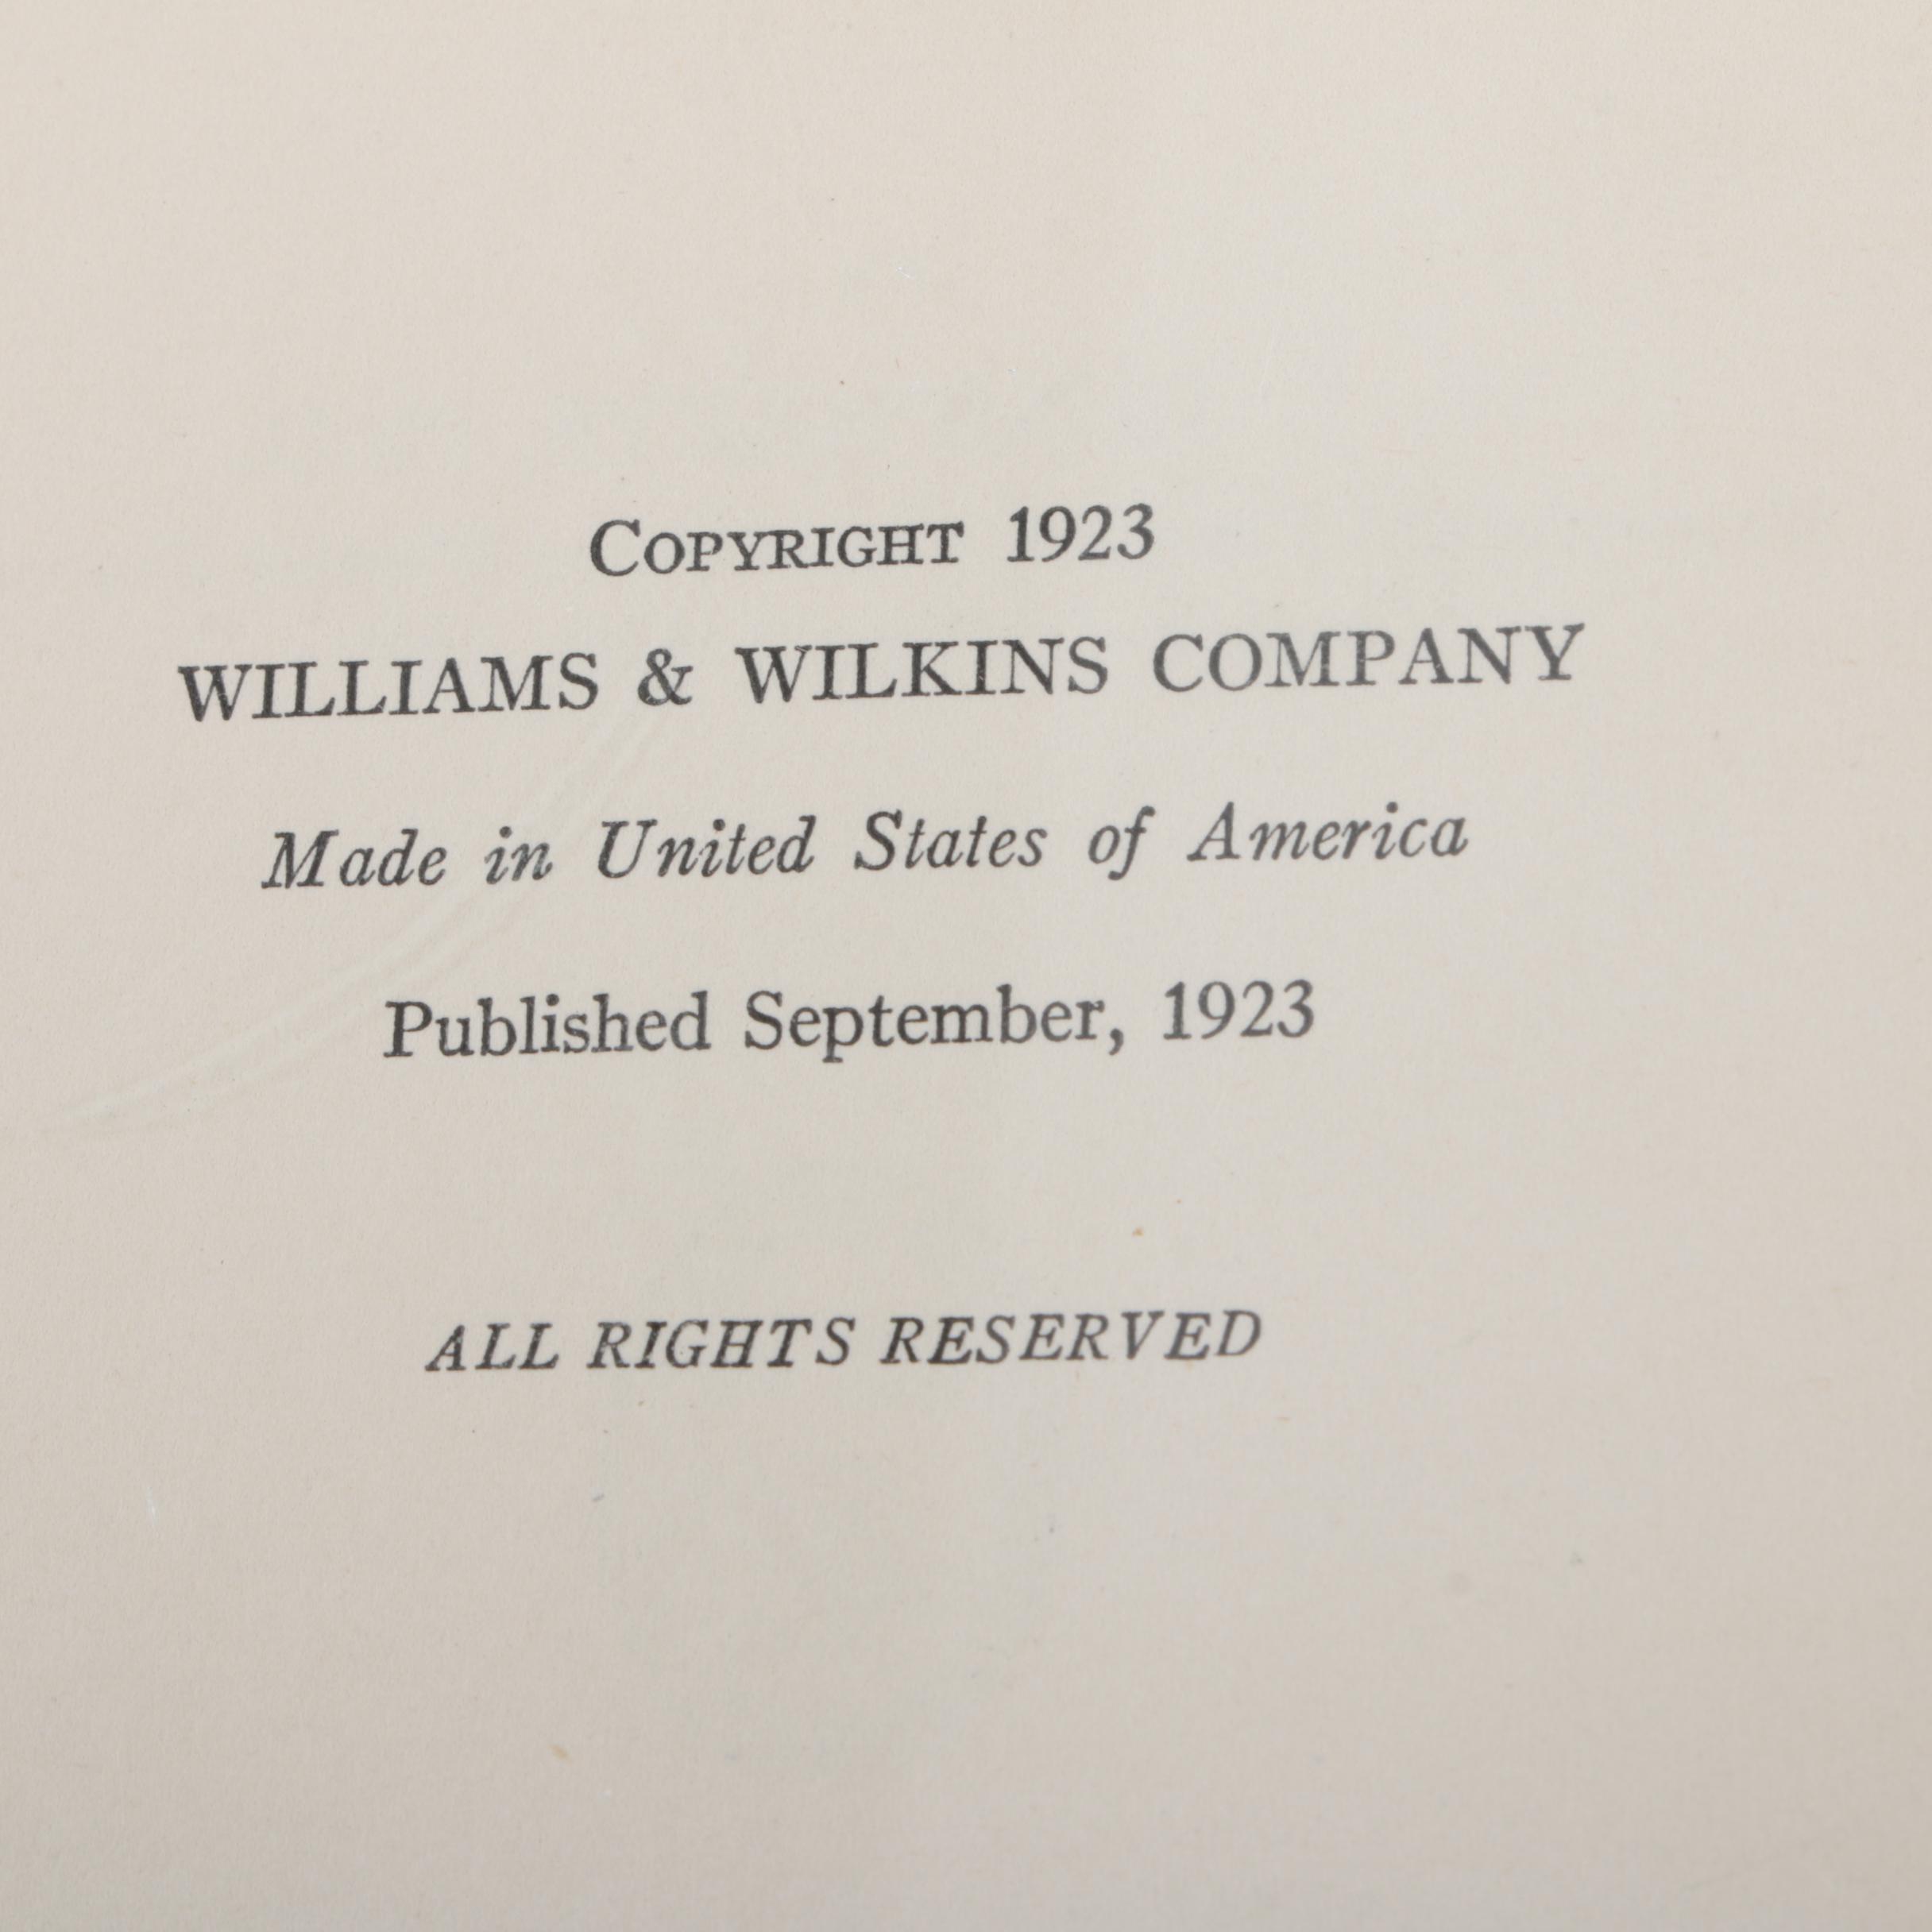 COPYRIGHT 1923
WILLIAMS & WILKINS COMPANY
Made in United States of America
Published September, 1923
ALL RIGHTS RESERVED